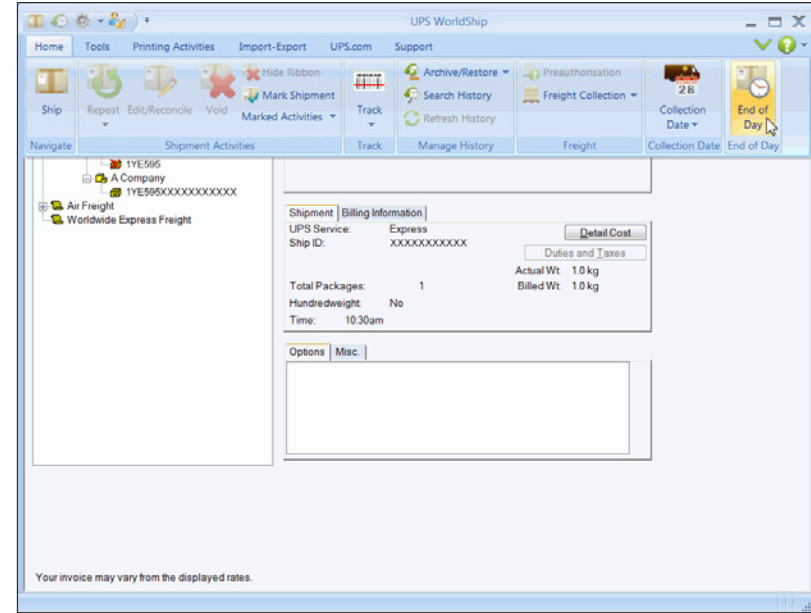 UPS WorldShip
Home Tools Printing Activities Import-Export UPS.com Support
Ship
Repeat
Edit/Reconcile
Void
Hide Ribbon
Mark Shipment
Marked Activities
Track
Archive/Restore
Search History
Refresh History
Preauthorisation
Freight Collection
28
Collection
Date
End of
Day
Navigate Shipment Activities Track Manage History Freight Collection Date End of Day
1YE595
A Company
1YE595XXXXXXXXXXX
Air Freight
Worldwide Express Freight
Shipment Billing Information
UPS Service: Express
Detail Cost
Ship ID: XXXXXXXXXXX
Duties and Taxes
Actual Wt 1.0 kg
Total Packages: 1
Billed Wt 1.0 kg
Hundredweight No
Time: 10:30am
Options Misc.
Your invoice may vary from the displayed rates.